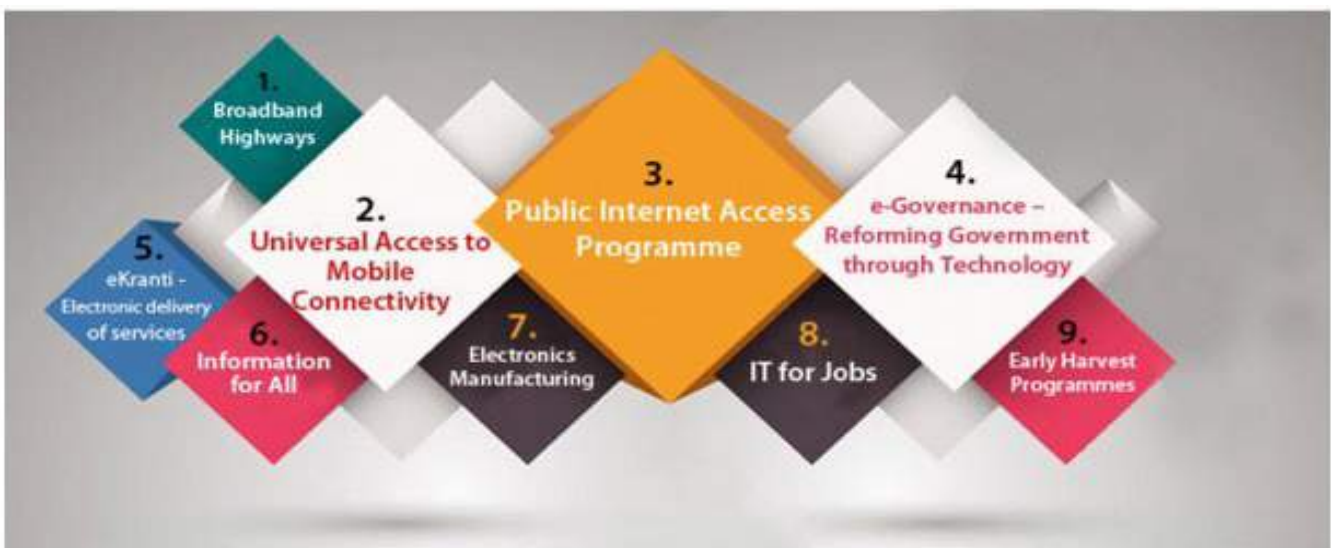 1.
Broadband
Highways
2.
Universal Access to
Mobile
Connectivity
3.
Public Internet Access
Programme
4.
e-Governance –
Reforming Government
through Technology
5.
eKranti -
Electronic delivery
of services
6.
Information
for All
7.
Electronics
Manufacturing
8.
IT for Jobs
9.
Early Harvest
Programmes